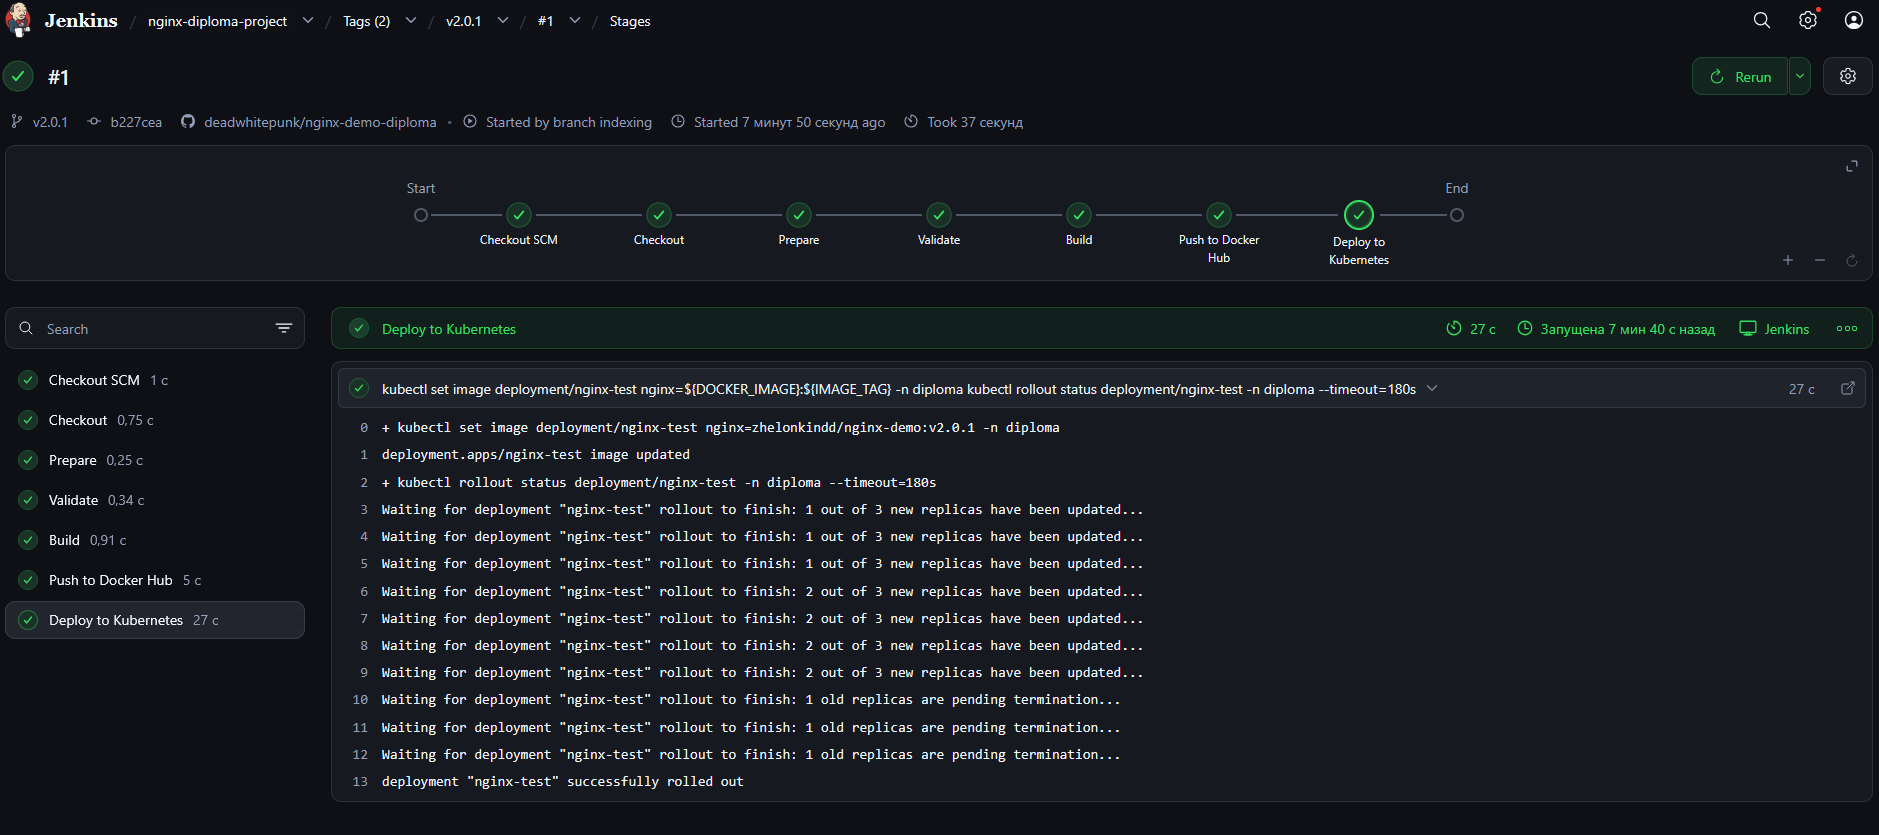 Jenkins / nginx-diploma-project / Tags (2) / v2.0.1 / #1 / Stages
#1
Rerun
v2.0.1 b227cea deadwhitepunk/nginx-demo-diploma • Started by branch indexing Started 7 минут 50 секунд ago Took 37 секунд
Start
End
Checkout SCM
Checkout
Prepare
Validate
Build
Push to Docker
Hub
Deploy to
Kubernetes
Search
Checkout SCM 1 с
Checkout 0,75 с
Prepare 0,25 с
Validate 0,34 с
Build 0,91 с
Push to Docker Hub 5 с
Deploy to Kubernetes 27 с
Deploy to Kubernetes 27 с Запущена 7 мин 40 с назад Jenkins
kubectl set image deployment/nginx-test nginx=${DOCKER_IMAGE}:${IMAGE_TAG} -n diploma kubectl rollout status deployment/nginx-test -n diploma --timeout=180s 27 с
0 + kubectl set image deployment/nginx-test nginx=zhelonkindd/nginx-demo:v2.0.1 -n diploma
1 deployment.apps/nginx-test image updated
2 + kubectl rollout status deployment/nginx-test -n diploma --timeout=180s
3 Waiting for deployment "nginx-test" rollout to finish: 1 out of 3 new replicas have been updated...
4 Waiting for deployment "nginx-test" rollout to finish: 1 out of 3 new replicas have been updated...
5 Waiting for deployment "nginx-test" rollout to finish: 1 out of 3 new replicas have been updated...
6 Waiting for deployment "nginx-test" rollout to finish: 2 out of 3 new replicas have been updated...
7 Waiting for deployment "nginx-test" rollout to finish: 2 out of 3 new replicas have been updated...
8 Waiting for deployment "nginx-test" rollout to finish: 2 out of 3 new replicas have been updated...
9 Waiting for deployment "nginx-test" rollout to finish: 2 out of 3 new replicas have been updated...
10 Waiting for deployment "nginx-test" rollout to finish: 1 old replicas are pending termination...
11 Waiting for deployment "nginx-test" rollout to finish: 1 old replicas are pending termination...
12 Waiting for deployment "nginx-test" rollout to finish: 1 old replicas are pending termination...
13 deployment "nginx-test" successfully rolled out